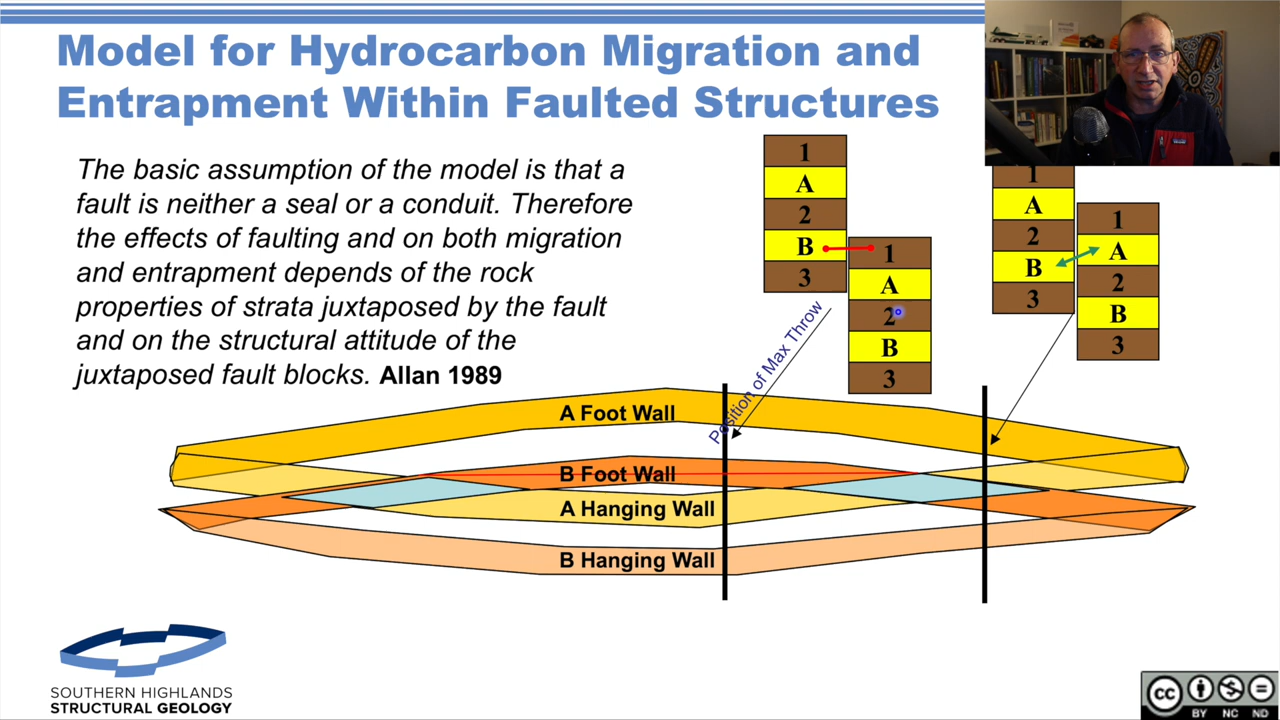 Model for Hydrocarbon Migration and
Entrapment Within Faulted Structures
The basic assumption of the model is that a
fault is neither a seal or a conduit. Therefore
the effects of faulting and on both migration
and entrapment depends of the rock
properties of strata juxtaposed by the fault
and on the structural attitude of the
juxtaposed fault blocks. Allan 1989
1
A
2
B
3
1
A
2
B
3
1
A
2
B
3
1
A
2
B
3
Position of Max Throw
A Foot Wall
B Foot Wall
A Hanging Wall
B Hanging Wall
SOUTHERN HIGHLANDS
STRUCTURAL GEOLOGY
cc
BY NC ND